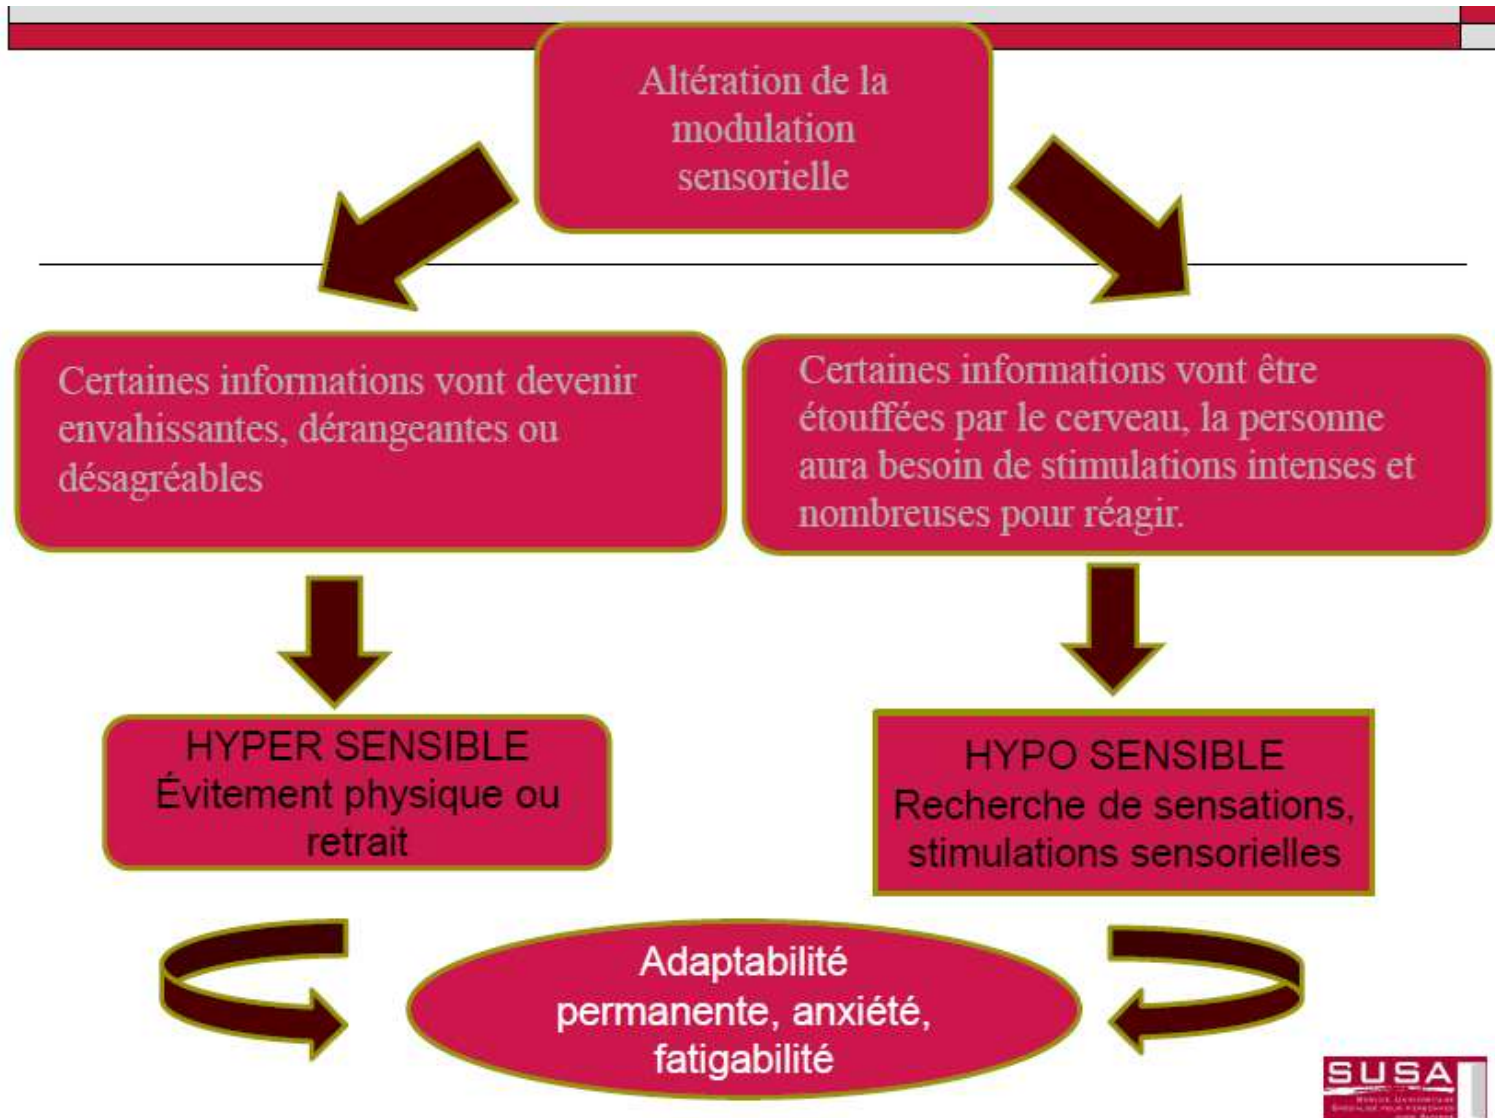 Altération de la
modulation
sensorielle
Certaines informations vont devenir
envahissantes, dérangeantes ou
désagréables
Certaines informations vont être
étouffées par le cerveau, la personne
aura besoin de stimulations intenses et
nombreuses pour réagir.
HYPER SENSIBLE
Évitement physique ou
retrait
HYPO SENSIBLE
Recherche de sensations,
stimulations sensorielles
Adaptabilité
permanente, anxiété,
fatigabilité
SUSA